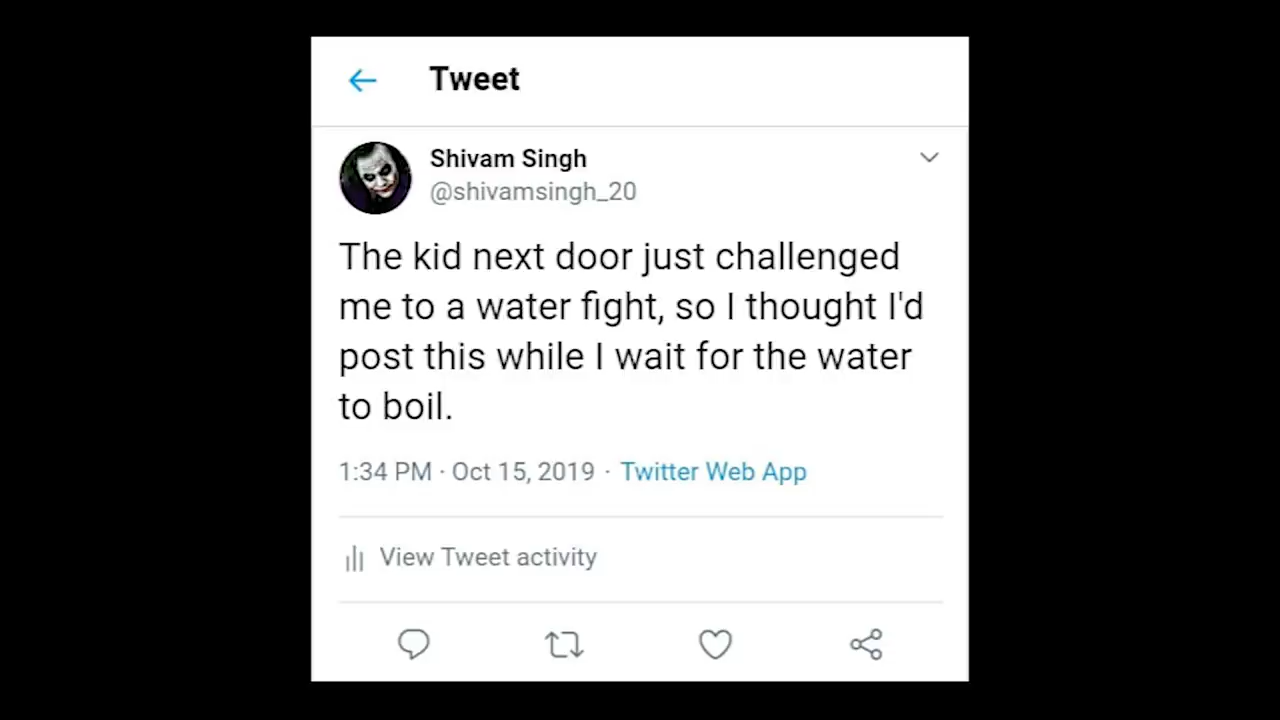 Tweet
Shivam Singh
@shivamsingh_20
The kid next door just challenged
me to a water fight, so I thought I'd
post this while I wait for the water
to boil.
1:34 PM · Oct 15, 2019 · Twitter Web App
View Tweet activity